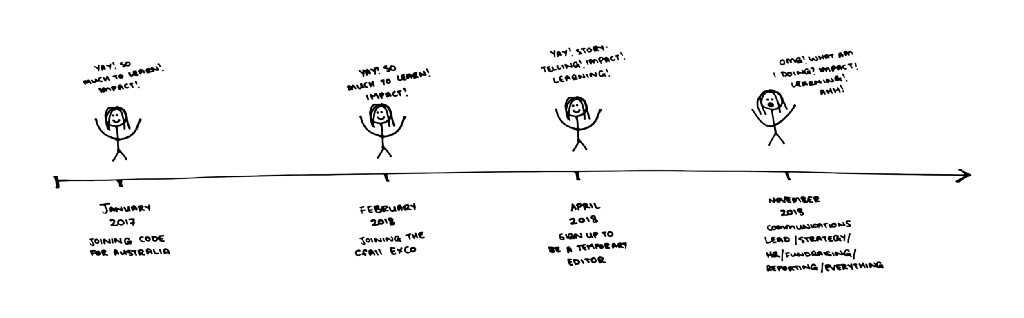 YAY! SO
MUCH TO LEARN!
IMPACT!
YAY! SO
MUCH TO LEARN!
IMPACT!
YAY! STORY-
TELLING! IMPACT!
LEARNING!
OMG! WHAT AM
I DOING! IMPACT!
LEARNING!
AHH!
JANUARY
2017
JOINING CODE
FOR AUSTRALIA
FEBRUARY
2018
JOINING THE
CFALL EXCO
APRIL
2018
SIGN UP TO
BE A TEMPORARY
EDITOR
NOVEMBER
2018
COMMUNICATIONS
LEAD/STRATEGY/
HR/FUNDRAISING/
REPORTING/EVERYTHING